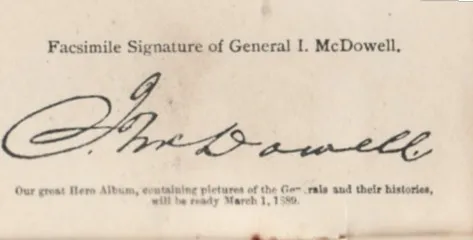 Facsimile Signature of General I. McDowell.
I. McDowell.
Our great Hero Album, containing pictures of the Generals and their histories,
will be ready March 1, 1889.